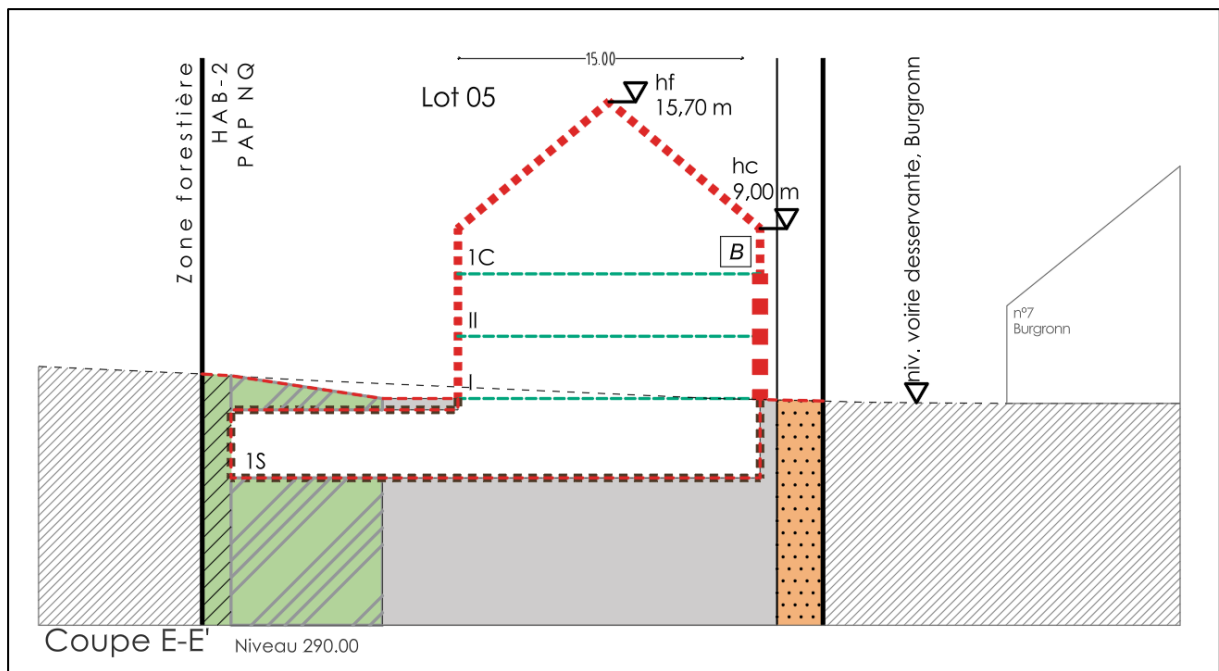 15.00
Zone forestière
HAB-2
PAP NQ
Lot 05
hf
15,70 m
hc
9,00 m
B
1C
II
I
1S
niv. voirie desservante, Burgronn
n°7
Burgronn
Coupe E-E'
Niveau 290.00